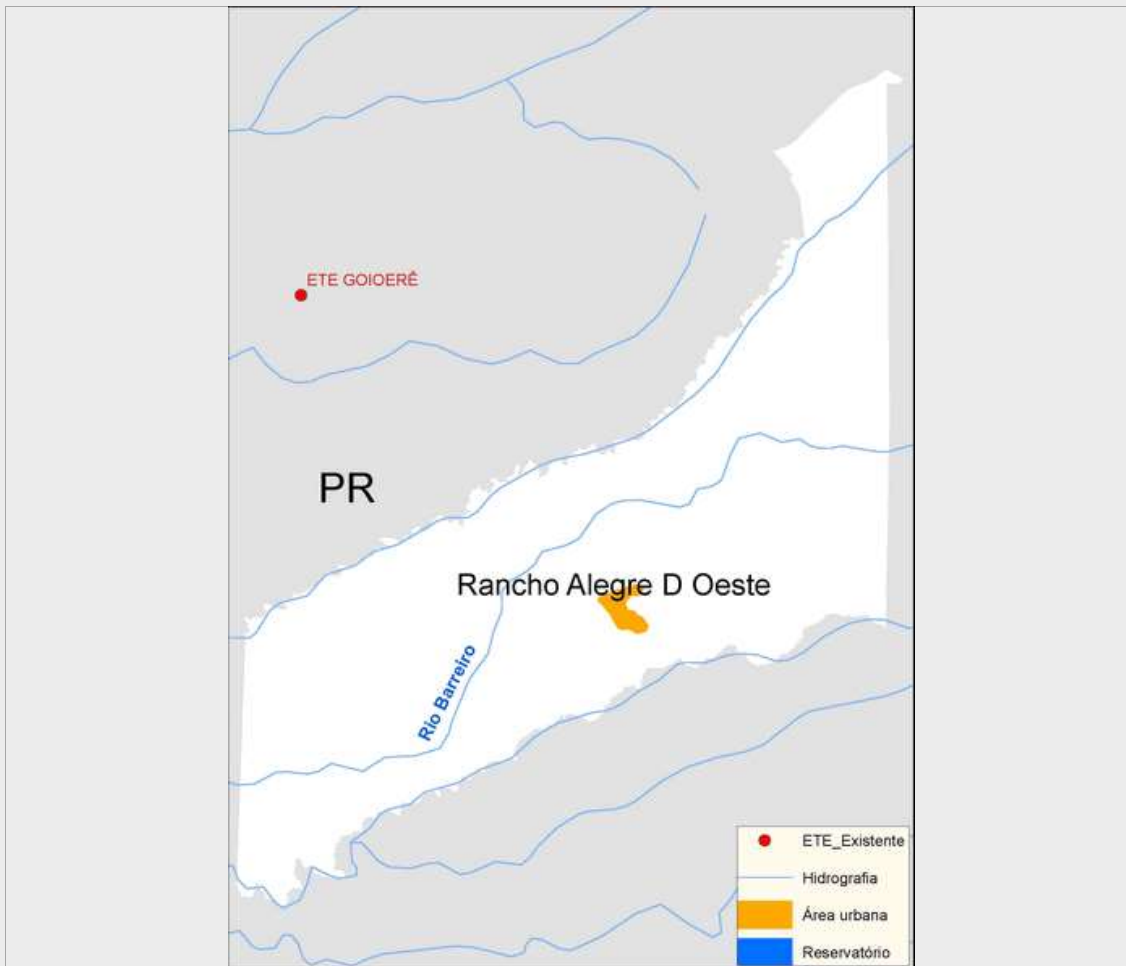 ETE GOIOERÊ
PR
Rancho Alegre D Oeste
Rio Barreiro
ETE_Existente
Hidrografia
Área urbana
Reservatório